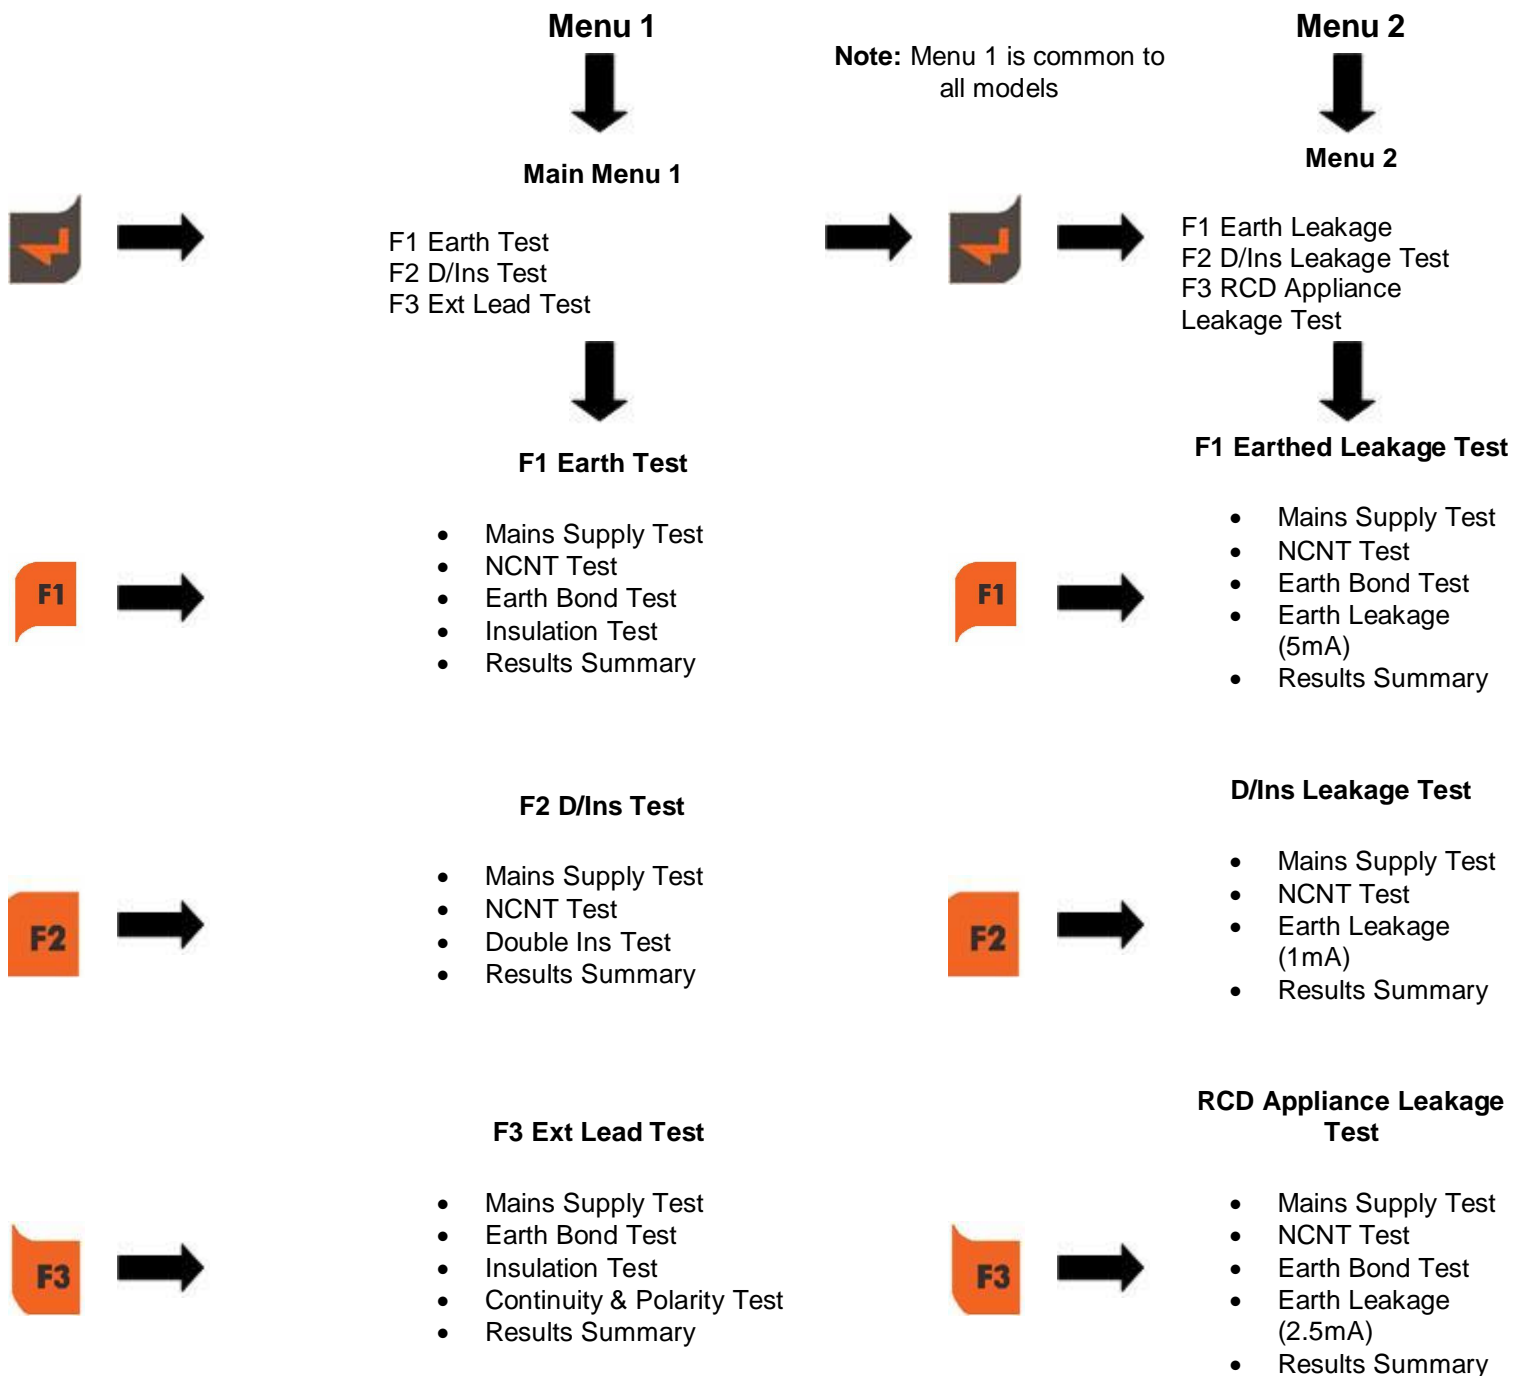 Menu 1
Note: Menu 1 is common to
all models
Menu 2
Main Menu 1
F1 Earth Test
F2 D/Ins Test
F3 Ext Lead Test
Menu 2
F1 Earth Leakage
F2 D/Ins Leakage Test
F3 RCD Appliance
Leakage Test
F1
F1 Earth Test
• Mains Supply Test
• NCNT Test
• Earth Bond Test
• Insulation Test
• Results Summary
F1
F1 Earthed Leakage Test
• Mains Supply Test
• NCNT Test
• Earth Bond Test
• Earth Leakage
(5mA)
• Results Summary
F2
F2 D/Ins Test
• Mains Supply Test
• NCNT Test
• Double Ins Test
• Results Summary
F2
D/Ins Leakage Test
• Mains Supply Test
• NCNT Test
• Earth Leakage
(1mA)
• Results Summary
F3
F3 Ext Lead Test
• Mains Supply Test
• Earth Bond Test
• Insulation Test
• Continuity & Polarity Test
• Results Summary
F3
RCD Appliance Leakage
Test
• Mains Supply Test
• NCNT Test
• Earth Bond Test
• Earth Leakage
(2.5mA)
• Results Summary